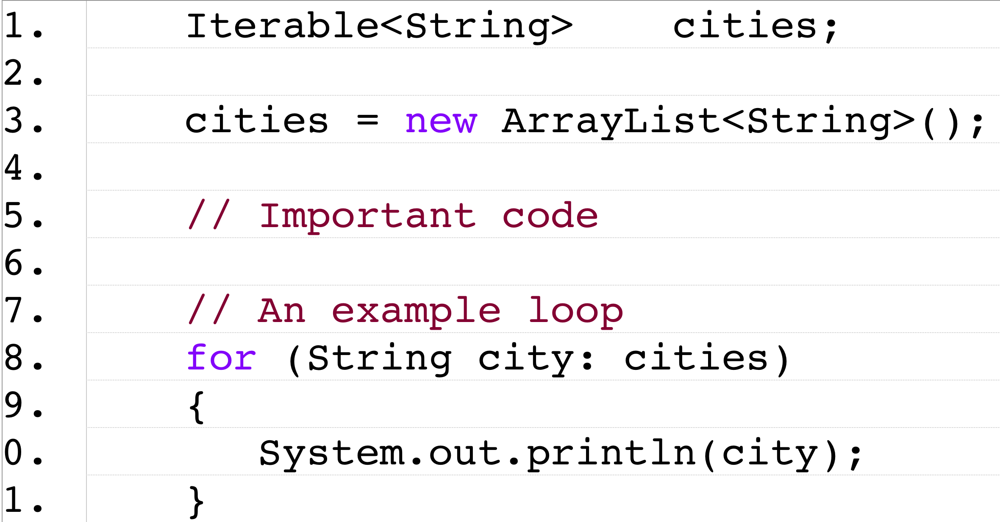 1. Iterable<String>    cities;
2.
3. cities = new ArrayList<String>();
4.
5. // Important code
6.
7. // An example loop
8. for (String city: cities)
9. {
0.    System.out.println(city);
1. }